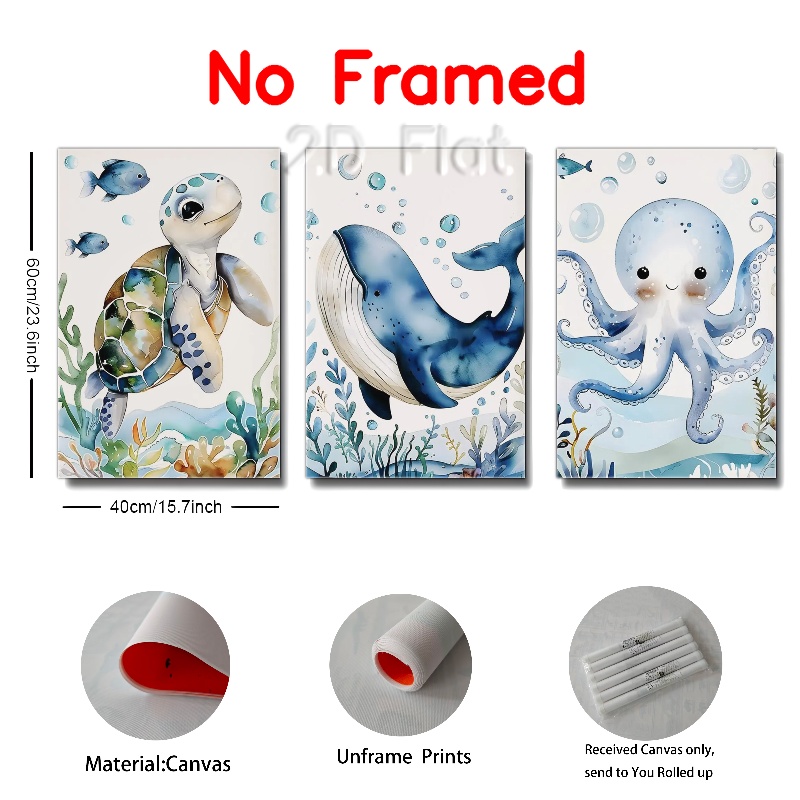 No Framed
2D Flat
60cm/23.6inch
40cm/15.7inch
Material:Canvas
Unframe Prints
Received Canvas only,
send to You Rolled up